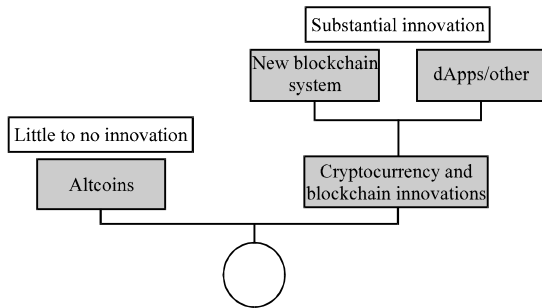 Substantial innovation
New blockchain
system
dApps/other
Little to no innovation
Altcoins
Cryptocurrency and
blockchain innovations